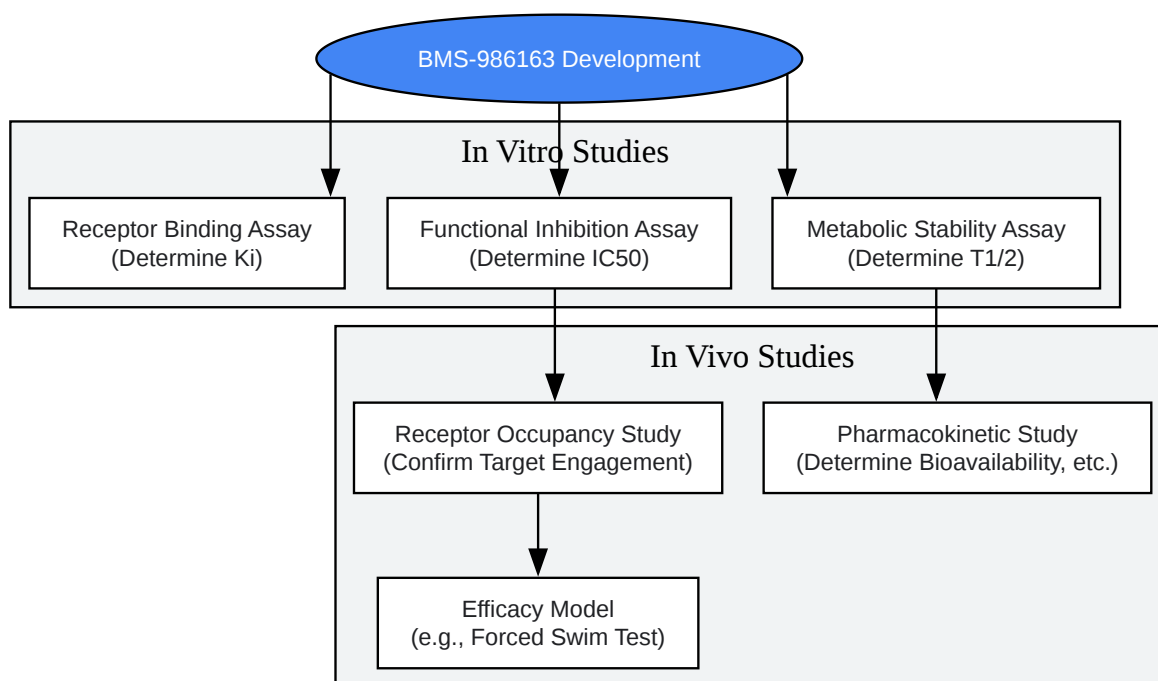 BMS-986163 Development
In Vitro Studies
Receptor Binding Assay
(Determine Ki)
Functional Inhibition Assay
(Determine IC50)
Metabolic Stability Assay
(Determine T1/2)
In Vivo Studies
Receptor Occupancy Study
(Confirm Target Engagement)
Pharmacokinetic Study
(Determine Bioavailability, etc.)
Efficacy Model
(e.g., Forced Swim Test)